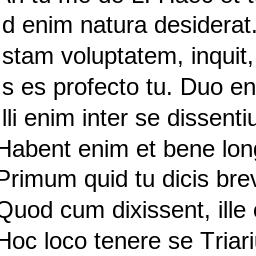 d enim natura desiderat.
stam voluptatem, inquit,
s es profecto tu. Duo en
lli enim inter se dissentiu
Habent enim et bene long
Primum quid tu dicis brev
Quod cum dixissent, ille
Hoc loco tenere se Triari